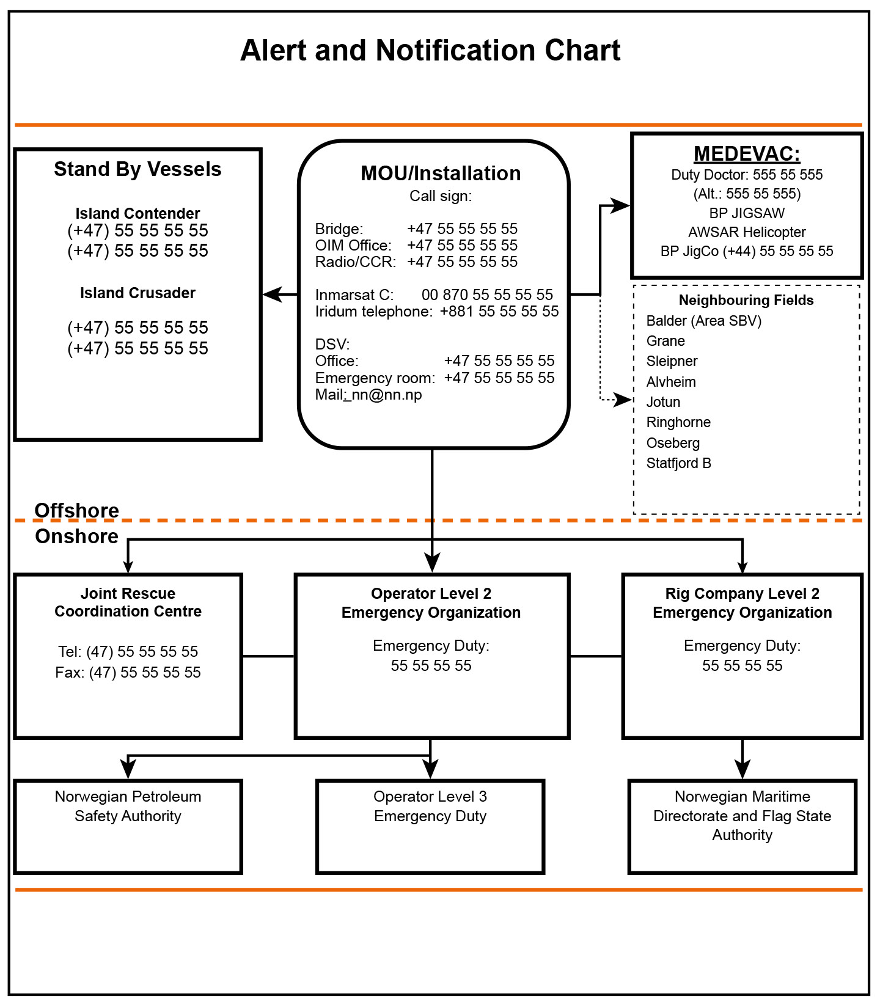 Alert and Notification Chart
Stand By Vessels
Island Contender
(+47) 55 55 55 55
(+47) 55 55 55 55
Island Crusader
(+47) 55 55 55 55
(+47) 55 55 55 55
MOU/Installation
Call sign:
Bridge: +47 55 55 55 55
OIM Office: +47 55 55 55 55
Radio/CCR: +47 55 55 55 55
Inmarsat C: 00 870 55 55 55 55
Iridum telephone: +881 55 55 55 55
DSV:
Office: +47 55 55 55 55
Emergency room: +47 55 55 55 55
Mail:_nn@nn.np
MEDEVAC:
Duty Doctor: 555 55 555
(Alt.: 555 55 555)
BP JIGSAW
AWSAR Helicopter
BP JigCo (+44) 55 55 55 55
Neighbouring Fields
Balder (Area SBV)
Grane
Sleipner
Alvheim
Jotun
Ringhorne
Oseberg
Statfjord B
Offshore
Onshore
Joint Rescue
Coordination Centre
Tel: (47) 55 55 55 55
Fax: (47) 55 55 55 55
Operator Level 2
Emergency Organization
Emergency Duty:
55 55 55 55
Rig Company Level 2
Emergency Organization
Emergency Duty:
55 55 55 55
Norwegian Petroleum
Safety Authority
Operator Level 3
Emergency Duty
Norwegian Maritime
Directorate and Flag State
Authority